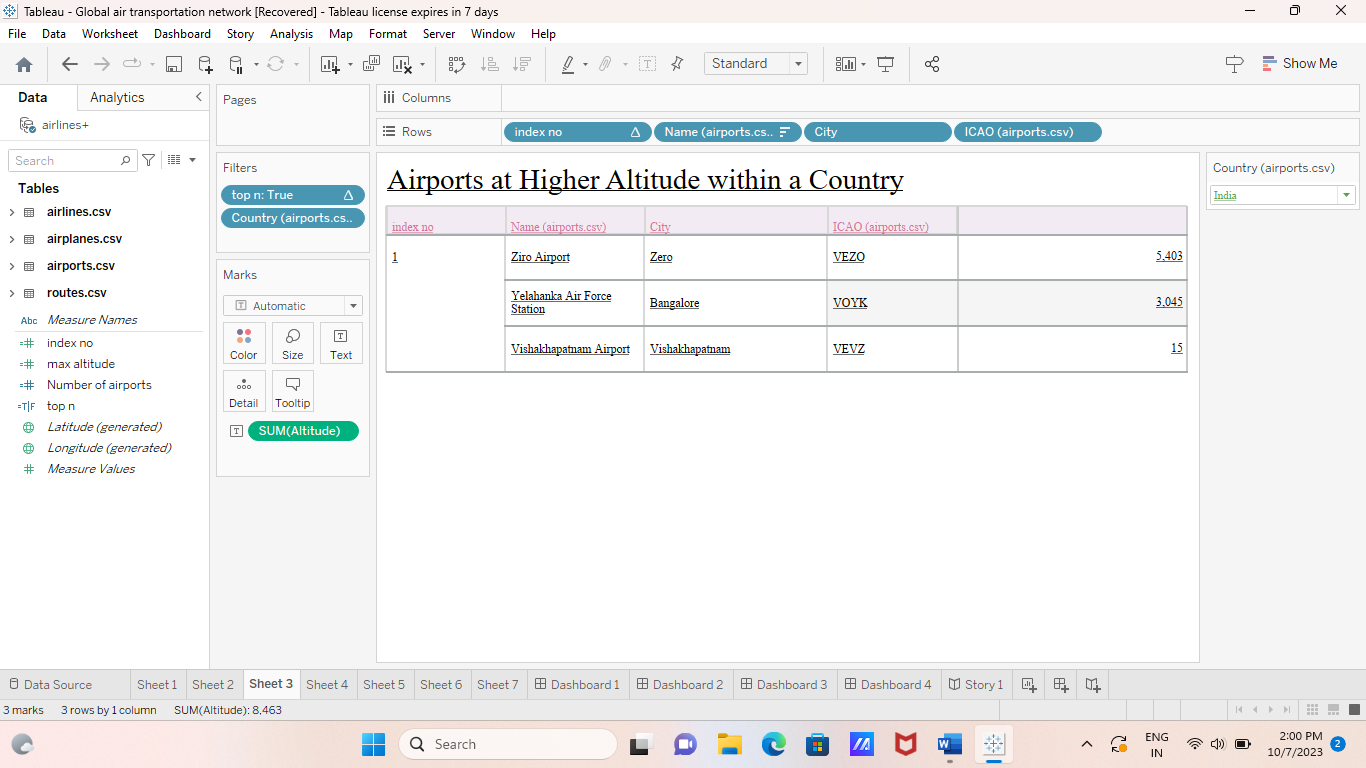 Tableau - Global air transportation network [Recovered] - Tableau license expires in 7 days
File Data Worksheet Dashboard Story Analysis Map Format Server Window Help
Standard
Show Me
Data Analytics
airlines+
Search
Tables
airlines.csv
airplanes.csv
airports.csv
routes.csv
Abc Measure Names
index no
max altitude
Number of airports
T|F top n
Latitude (generated)
Longitude (generated)
Measure Values
Pages
Filters
top n: True
Country (airports.cs..
Marks
Automatic
Color Size Text
Detail Tooltip
SUM(Altitude)
Columns
Rows index no Name (airports.cs.. City ICAO (airports.csv)
Airports at Higher Altitude within a Country
index no Name (airports.csv) City ICAO (airports.csv)
1 Ziro Airport Zero VEZO 5,403
Yelahanka Air Force
Station Bangalore VOYK 3,045
Vishakhapatnam Airport Vishakhapatnam VEVZ 15
Country (airports.csv)
India
Data Source Sheet 1 Sheet 2 Sheet 3 Sheet 4 Sheet 5 Sheet 6 Sheet 7 Dashboard 1 Dashboard 2 Dashboard 3 Dashboard 4 Story 1
3 marks 3 rows by 1 column SUM(Altitude): 8,463
Search
ENG
IN
2:00 PM
10/7/2023
2